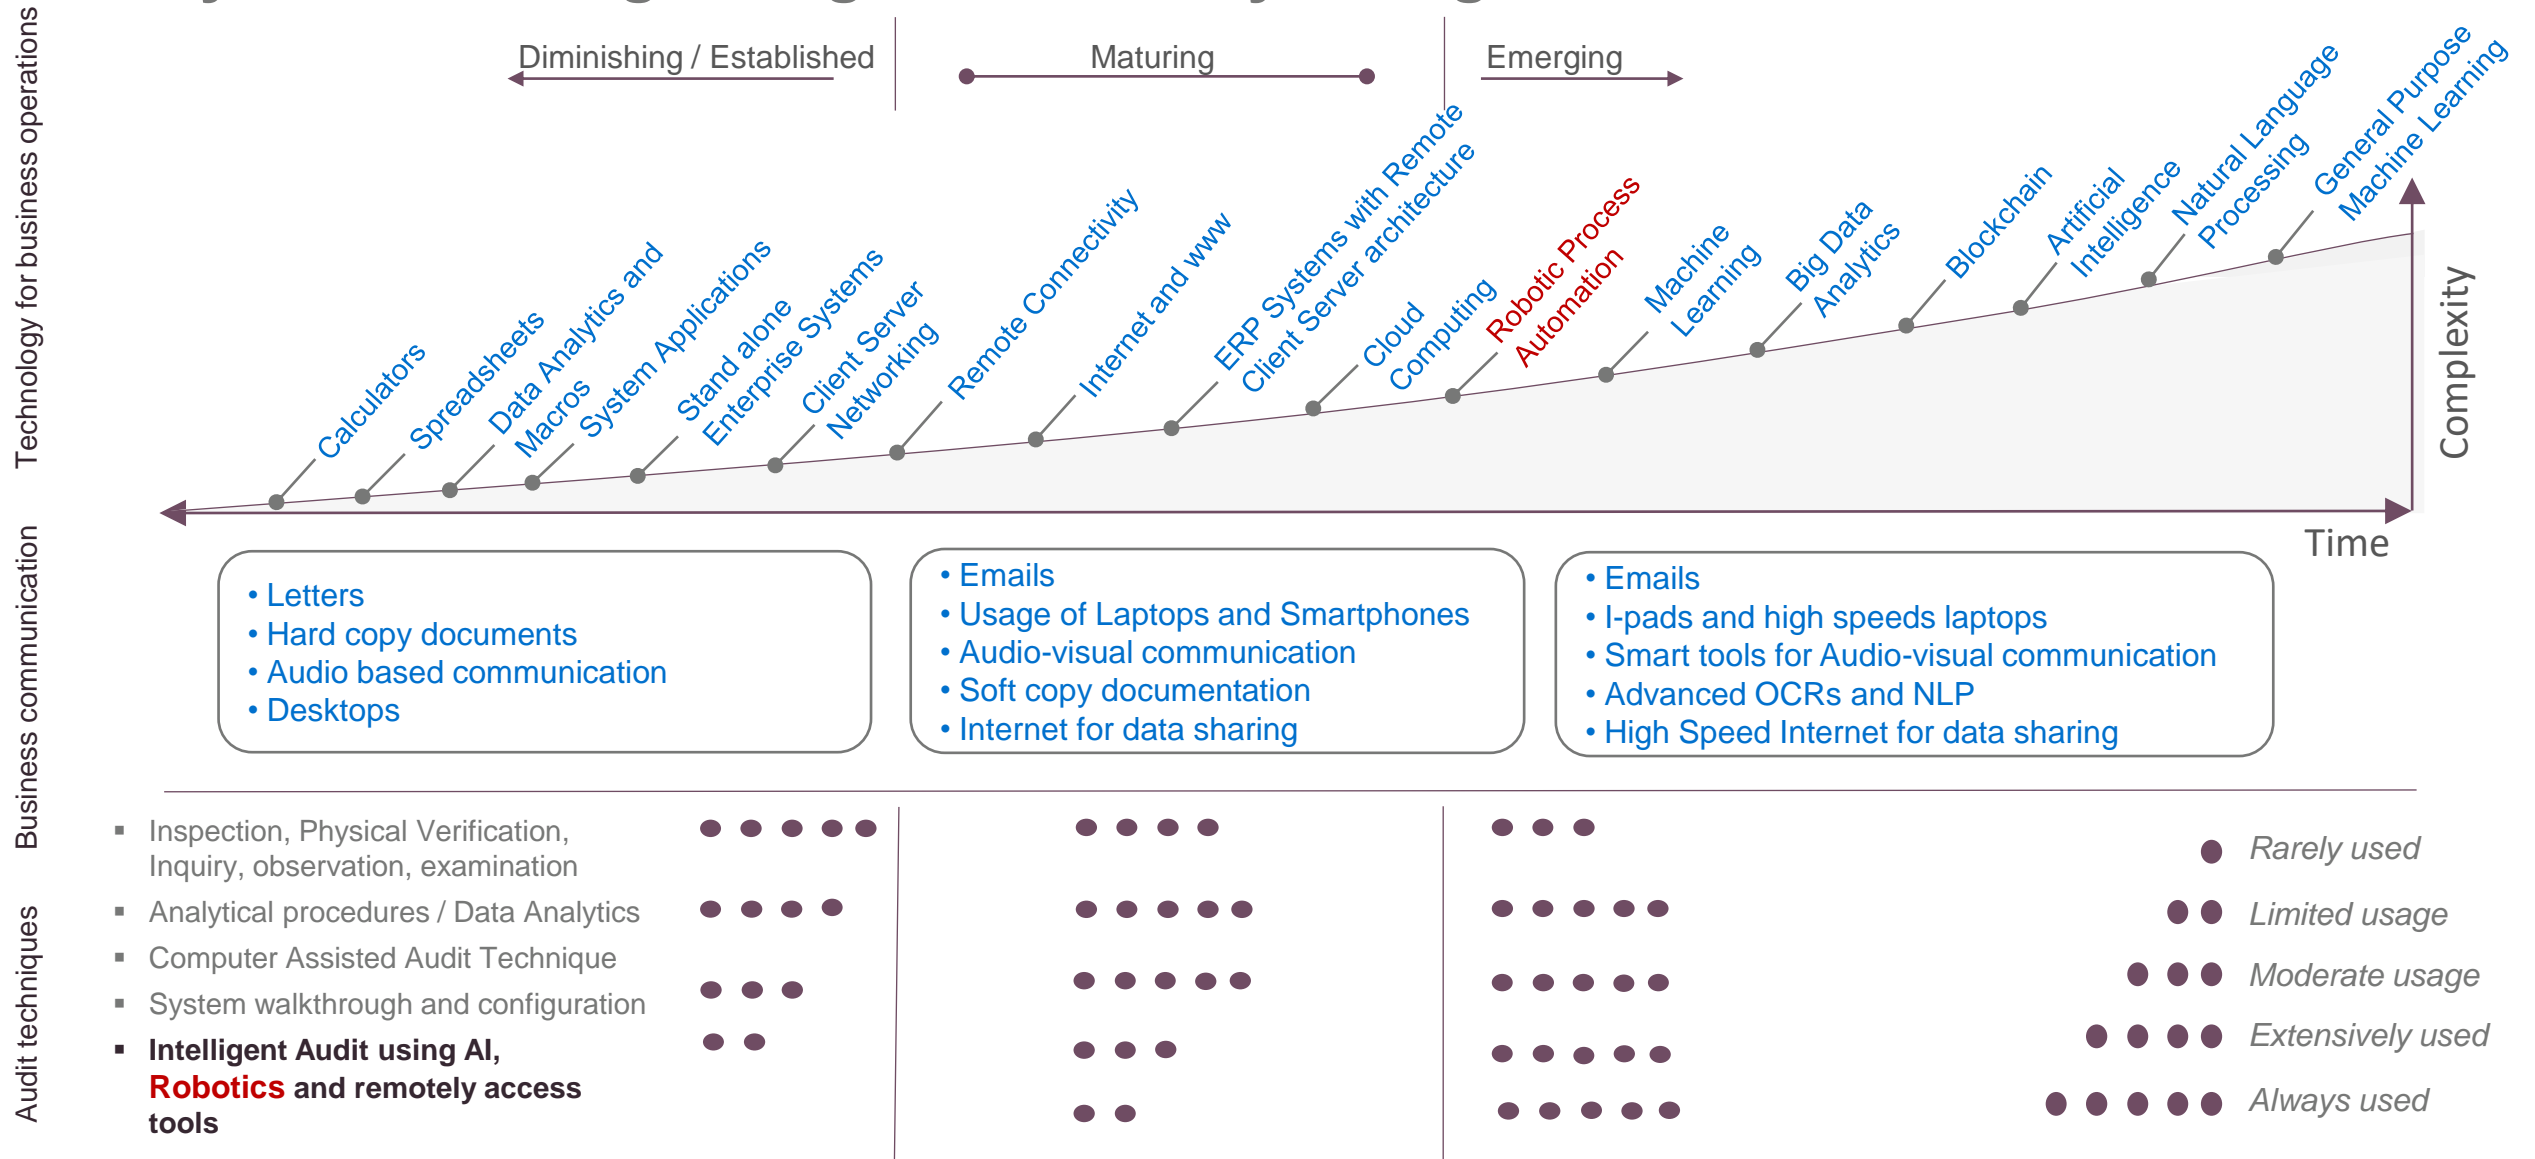 Diminishing / Established
Maturing
Emerging
Technology for business operations
Calculators
Spreadsheets
Data Analytics and
Macros
System Applications
Stand alone
Enterprise Systems
Client Server
Networking
Remote Connectivity
Internet and www
ERP Systems with Remote
Client Server architecture
Cloud
Computing
Robotic Process
Automation
Machine
Learning
Big Data
Analytics
Blockchain
Artificial
Intelligence
Natural Language
Processing
General Purpose
Machine Learning
Complexity
Time
Business communication
• Letters
• Hard copy documents
• Audio based communication
• Desktops
• Emails
• Usage of Laptops and Smartphones
• Audio-visual communication
• Soft copy documentation
• Internet for data sharing
• Emails
• I-pads and high speeds laptops
• Smart tools for Audio-visual communication
• Advanced OCRs and NLP
• High Speed Internet for data sharing
Audit techniques
▪ Inspection, Physical Verification,
Inquiry, observation, examination
▪ Analytical procedures / Data Analytics
▪ Computer Assisted Audit Technique
▪ System walkthrough and configuration
▪ Intelligent Audit using AI,
Robotics and remotely access
tools
Rarely used
Limited usage
Moderate usage
Extensively used
Always used